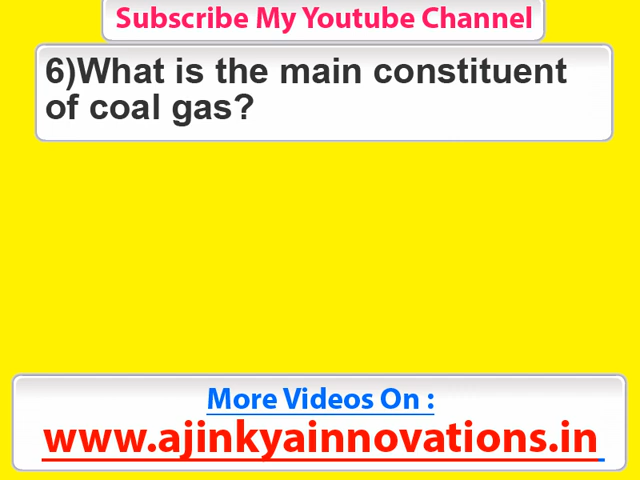 Subscribe My Youtube Channel
6)What is the main constituent
of coal gas?
More Videos On :
www.ajinkyainnovations.in